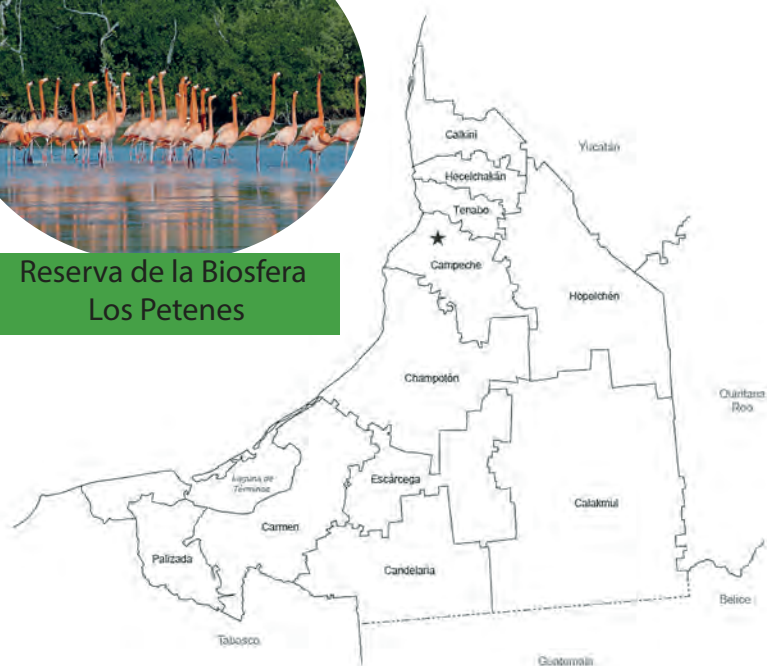 Calkiní
Yucatán
Hecelchakán
Tenabo
Campeche
Reserva de la Biosfera
Los Petenes
Hopelchén
Champotón
Quintana
Roo
Laguna de
Términos
Escárcega
Calakmul
Carmen
Palizada
Candelaria
Belice
Tabasco
Guatemala